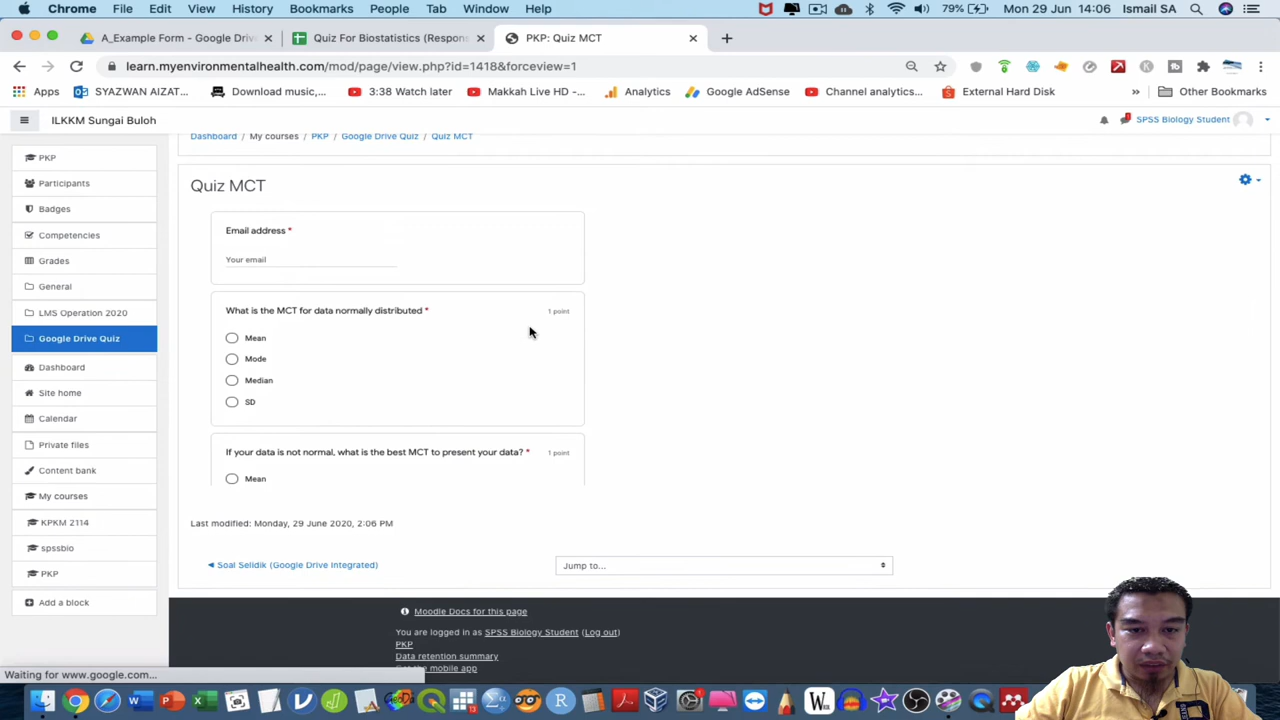 Chrome File Edit View History Bookmarks People Tab Window Help 79% Mon 29 Jun 14:06 Ismail SA
A_Example Form - Google Driv
Quiz For Biostatistics (Respon
PKP: Quiz MCT
learn.myenvironmentalhealth.com/mod/page/view.php?id=1418&forceview=1
Apps SYAZWAN AIZAT... Download music,... 3:38 Watch later Makkah Live HD -... Analytics Google AdSense Channel analytics... External Hard Disk » Other Bookmarks
ILKKM Sungai Buloh
SPSS Biology Student
Dashboard / My courses / PKP / Google Drive Quiz / Quiz MCT
PKP
Participants
Badges
Competencies
Grades
General
LMS Operation 2020
Google Drive Quiz
Dashboard
Site home
Calendar
Private files
Content bank
My courses
KPKM 2114
spssbio
PKP
Add a block
Quiz MCT
Email address *
Your email
What is the MCT for data normally distributed * 1 point
Mean
Mode
Median
SD
If your data is not normal, what is the best MCT to present your data? * 1 point
Mean
Last modified: Monday, 29 June 2020, 2:06 PM
◄ Soal Selidik (Google Drive Integrated)
Jump to...
Moodle Docs for this page
You are logged in as SPSS Biology Student (Log out)
PKP
Data retention summary
Get the mobile app
Waiting for www.google.com...